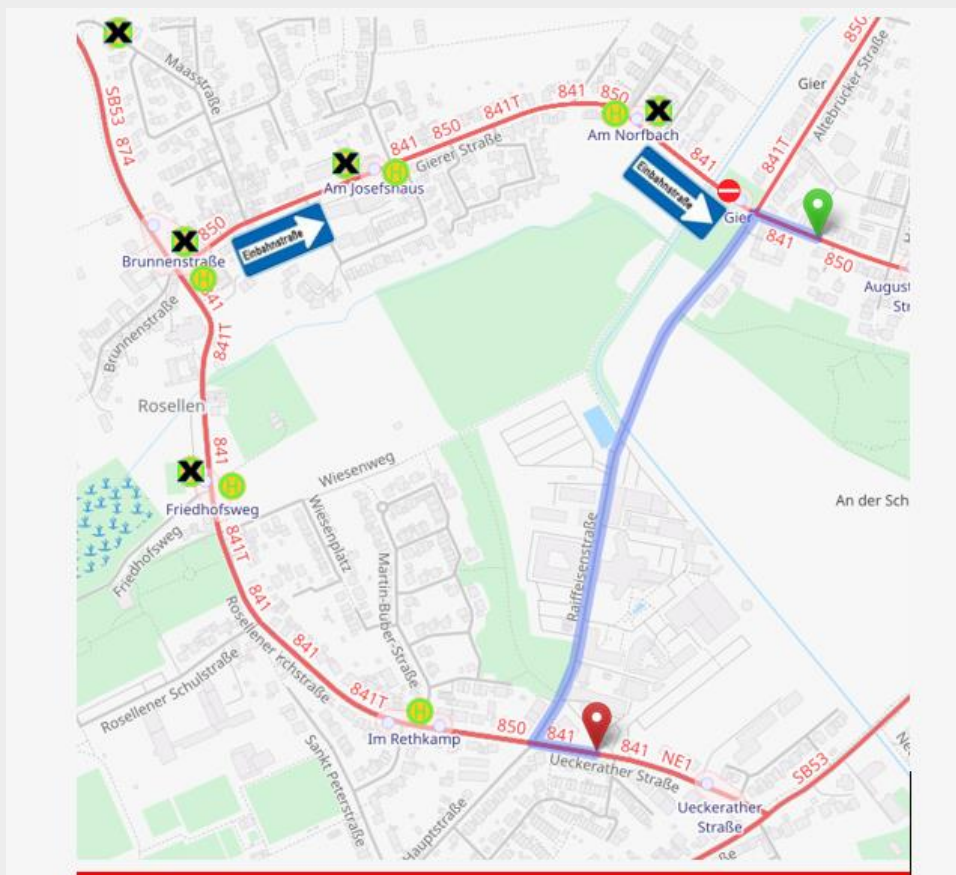 850
Gier
Altebrücker Straße
Maasstraße
SB53
874
841
850
841T
841
850
Am Norfbach
841
841T
Gierer Straße
Am Josefshaus
Einbahnstraße
Gier
841
850
August
Str
850
Einbahnstraße
Brunnenstraße
841
Brunnenstraße
841T
Rosellen
841
Wiesenweg
Friedhofsweg
An der Sch
Friedhofsweg
Wiesenplatz
841T
Martin-Buber-Straße
Raiffeisenstraße
841
Rosellener Kchstraße
841
Rosellener Schulstraße
841T
Im Rethkamp
850
841
841
NE1
Ueckerather Straße
SB53
Ne
Sankt Peterstraße
Hauptstraße
Ueckerather
Straße
H
H
H
H
H